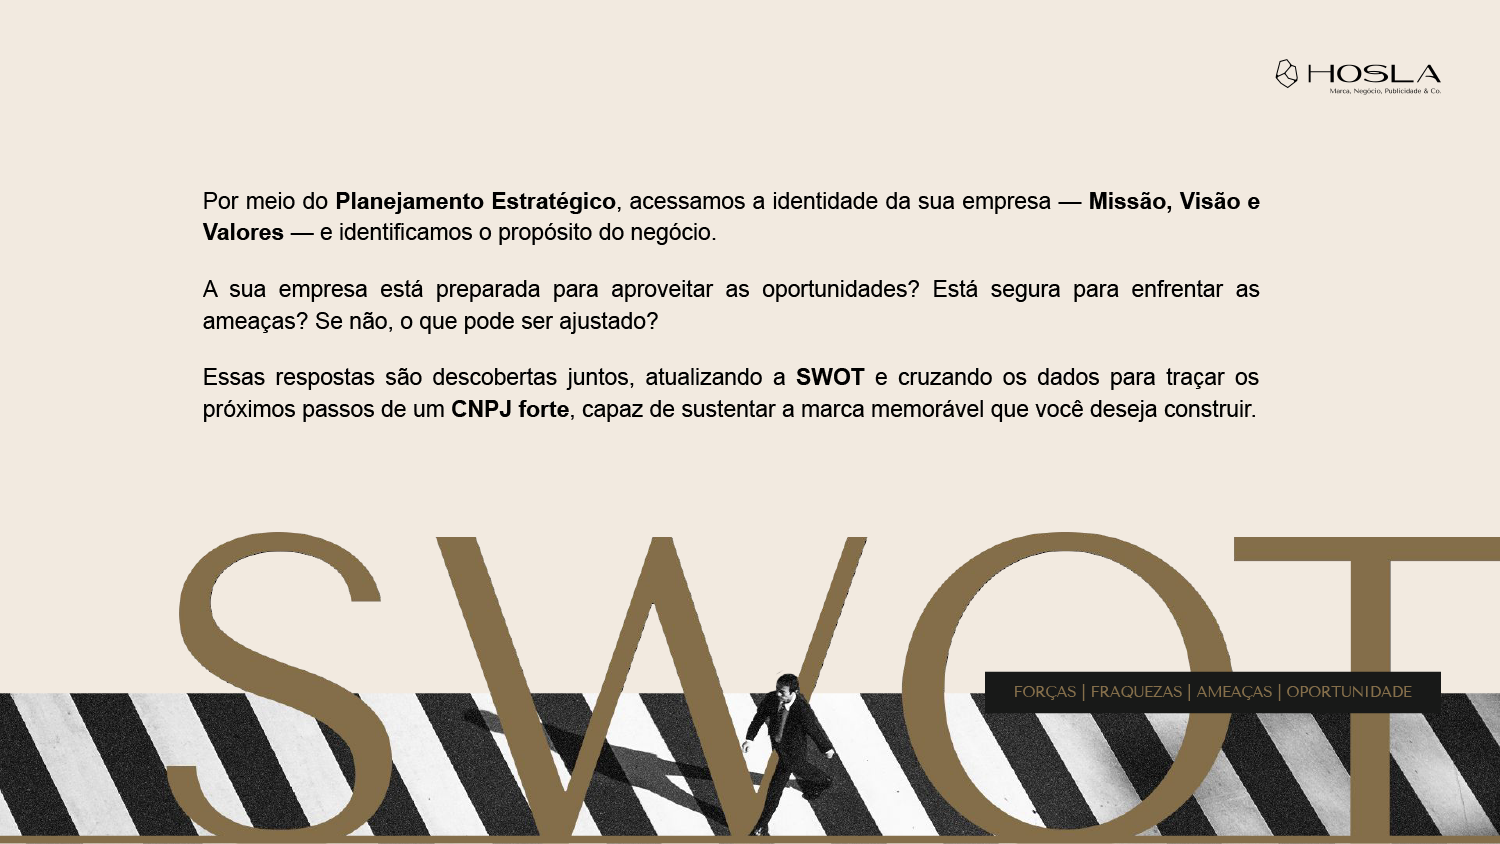 HOSLA
Marca, Negócio, Publicidade & Co.
Por meio do Planejamento Estratégico, acessamos a identidade da sua empresa — Missão, Visão e
Valores — e identificamos o propósito do negócio.
A sua empresa está preparada para aproveitar as oportunidades? Está segura para enfrentar as
ameaças? Se não, o que pode ser ajustado?
Essas respostas são descobertas juntos, atualizando a SWOT e cruzando os dados para traçar os
próximos passos de um CNPJ forte, capaz de sustentar a marca memorável que você deseja construir.
SWOT
FORÇAS | FRAQUEZAS | AMEAÇAS | OPORTUNIDADE